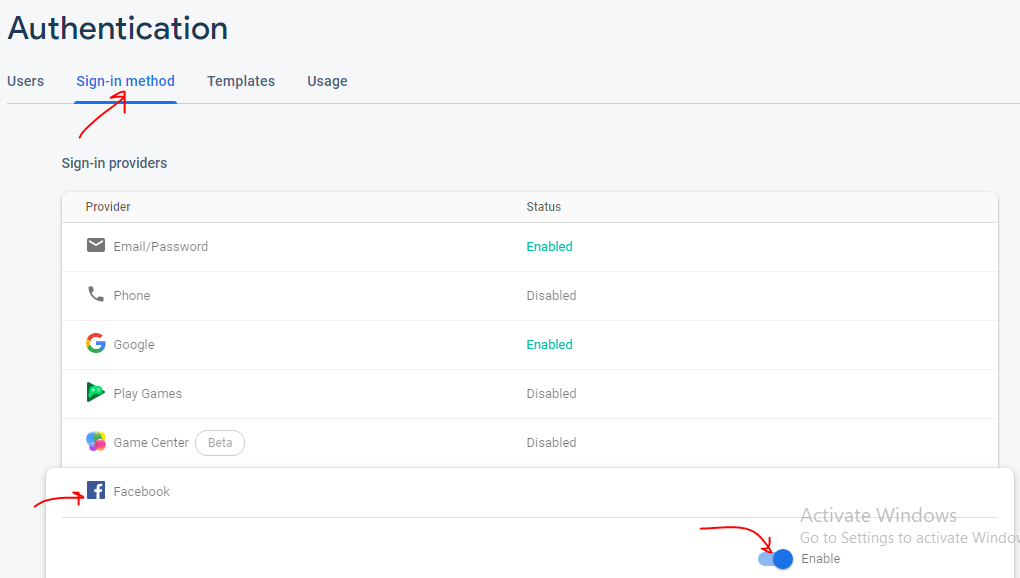 Authentication
Users Sign-in method Templates Usage
Sign-in providers
Provider Status
Email/Password Enabled
Phone Disabled
Google Enabled
Play Games Disabled
Game Center Beta Disabled
Facebook
Activate Windows
Go to Settings to activate Windo
Enable